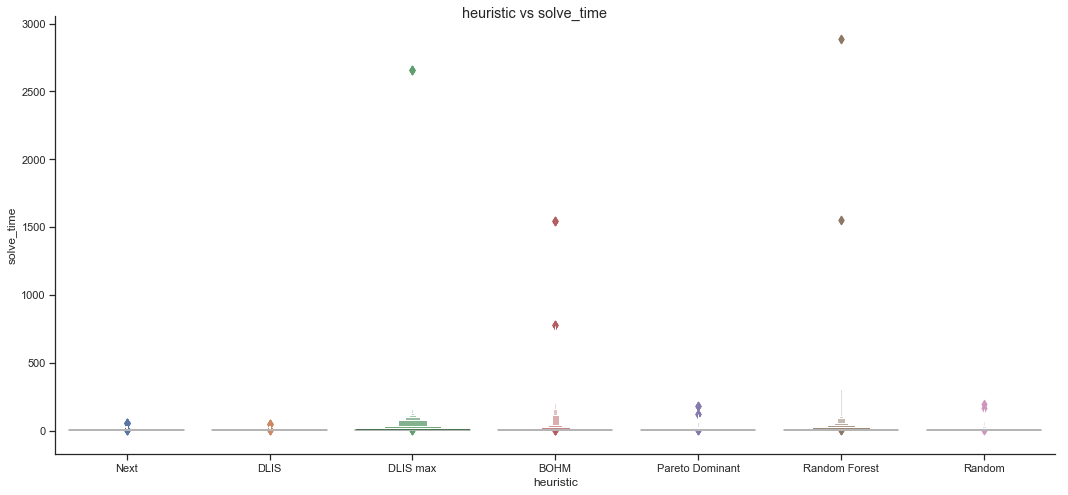 heuristic vs solve_time
3000
2500
2000
1500
1000
500
0
solve_time
Next
DLIS
DLIS max
BOHM
Pareto Dominant
Random Forest
Random
heuristic